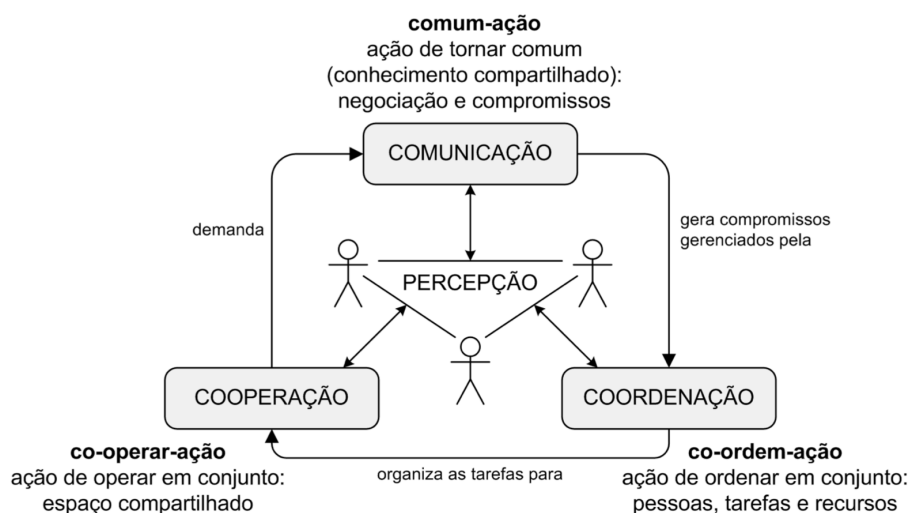 comum-ação
ação de tornar comum
(conhecimento compartilhado):
negociação e compromissos
COMUNICAÇÃO
demanda
gera compromissos
gerenciados pela
PERCEPÇÃO
COOPERAÇÃO
COORDENAÇÃO
co-operar-ação
ação de operar em conjunto:
espaço compartilhado
organiza as tarefas para
co-ordem-ação
ação de ordenar em conjunto:
pessoas, tarefas e recursos